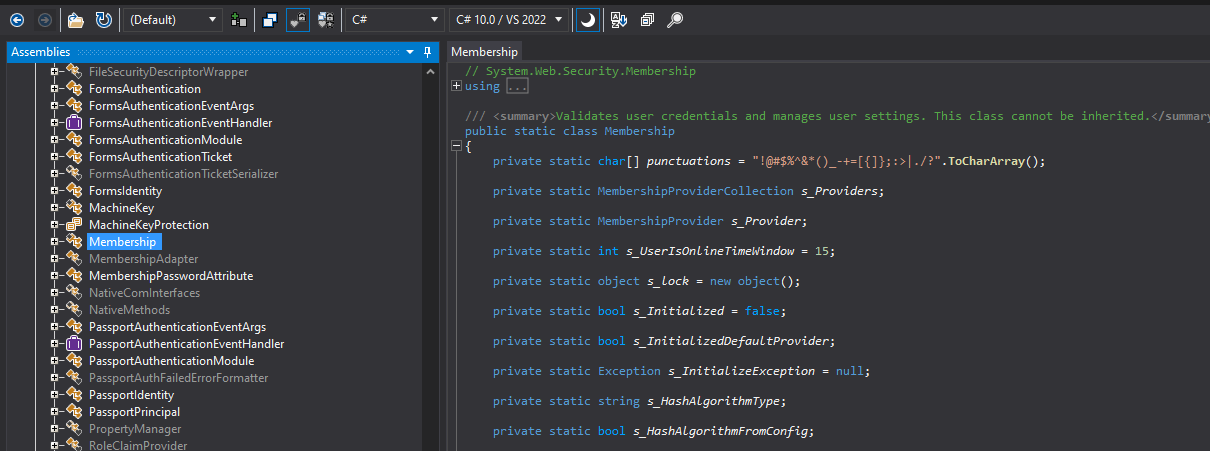 (Default)
C#
C# 10.0 / VS 2022
Assemblies
FileSecurityDescriptorWrapper
FormsAuthentication
FormsAuthenticationEventArgs
FormsAuthenticationEventHandler
FormsAuthenticationModule
FormsAuthenticationTicket
FormsAuthenticationTicketSerializer
FormsIdentity
MachineKey
MachineKeyProtection
Membership
MembershipAdapter
MembershipPasswordAttribute
NativeComInterfaces
NativeMethods
PassportAuthenticationEventArgs
PassportAuthenticationEventHandler
PassportAuthenticationModule
PassportAuthFailedErrorFormatter
PassportIdentity
PassportPrincipal
PropertyManager
RoleClaimProvider
Membership
// System.Web.Security.Membership
using ...
/// <summary>Validates user credentials and manages user settings. This class cannot be inherited.</summary
public static class Membership
{
private static char[] punctuations = "!@#$%^&*()_-+=[{]};:>|./?".ToCharArray();
private static MembershipProviderCollection s_Providers;
private static MembershipProvider s_Provider;
private static int s_UserIsOnlineTimeWindow = 15;
private static object s_lock = new object();
private static bool s_Initialized = false;
private static bool s_InitializedDefaultProvider;
private static Exception s_InitializeException = null;
private static string s_HashAlgorithmType;
private static bool s_HashAlgorithmFromConfig;